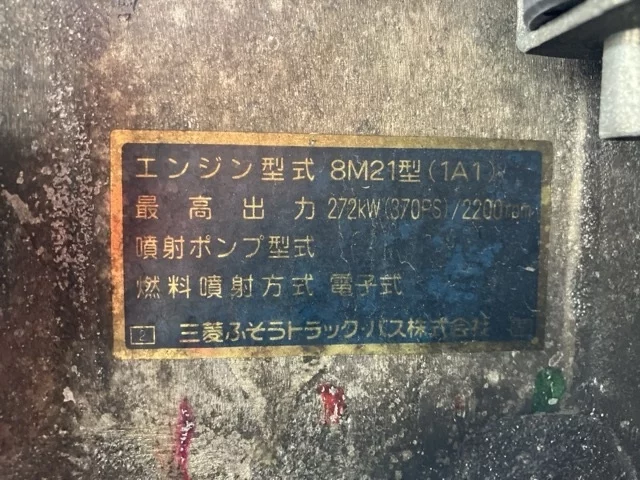 エンジン型式 8M21型(1A1)
最高出力 272kW(370PS)/2200rpm
噴射ポンプ型式
燃料噴射方式 電子式
2 三菱ふそうトラック・バス株式会社